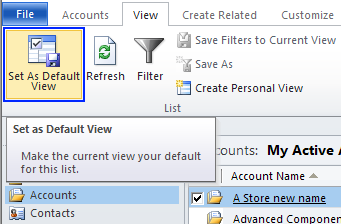 File Accounts View Create Related Customize
Set As Default View
Refresh
Filter
Save Filters to Current View
Save As
Create Personal View
List
Set as Default View
Make the current view your default
for this list.
Accounts
Contacts
counts: My Active A
Account Name
A Store new name
Advanced Component